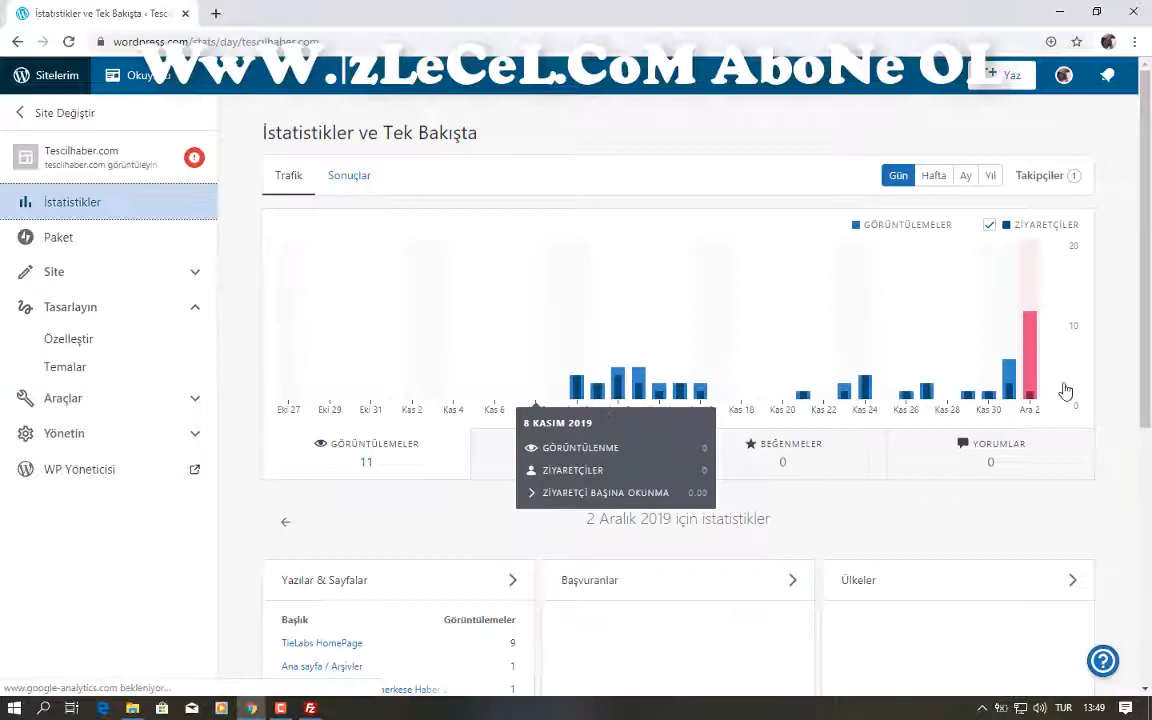 İstatistikler ve Tek Bakışta ‹ Tesc
wordpress.com/stats/day/tescilhaber.com
WwW.zLeCeL.CoM AboNe OL
Sitelerim
Okuyu
Yaz
Site Değiştir
Tescilhaber.com
tescilhaber.com görüntüleyin
İstatistikler
Paket
Site
Tasarlayın
Özelleştir
Temalar
Araçlar
Yönetin
WP Yöneticisi
İstatistikler ve Tek Bakışta
Trafik
Sonuçlar
Gün
Hafta
Ay
Yıl
Takipçiler 1
GÖRÜNTÜLEMELER
ZİYARETÇİLER
20
10
0
Eki 27
Eki 29
Eki 31
Kas 2
Kas 4
Kas 6
Kas 18
Kas 20
Kas 22
Kas 24
Kas 26
Kas 28
Kas 30
Ara 2
8 KASIM 2019
GÖRÜNTÜLENME 0
ZİYARETÇİLER 0
ZİYARETÇİ BAŞINA OKUNMA 0.00
GÖRÜNTÜLEMELER
11
BEĞENMELER
0
YORUMLAR
0
2 Aralık 2019 için istatistikler
Yazılar & Sayfalar
Başlık Görüntülemeler
TieLabs HomePage 9
Ana sayfa / Arşivler 1
merkese Haber 1
Başvuranlar
Ülkeler
www.google-analytics.com bekleniyor...
TUR
13:49